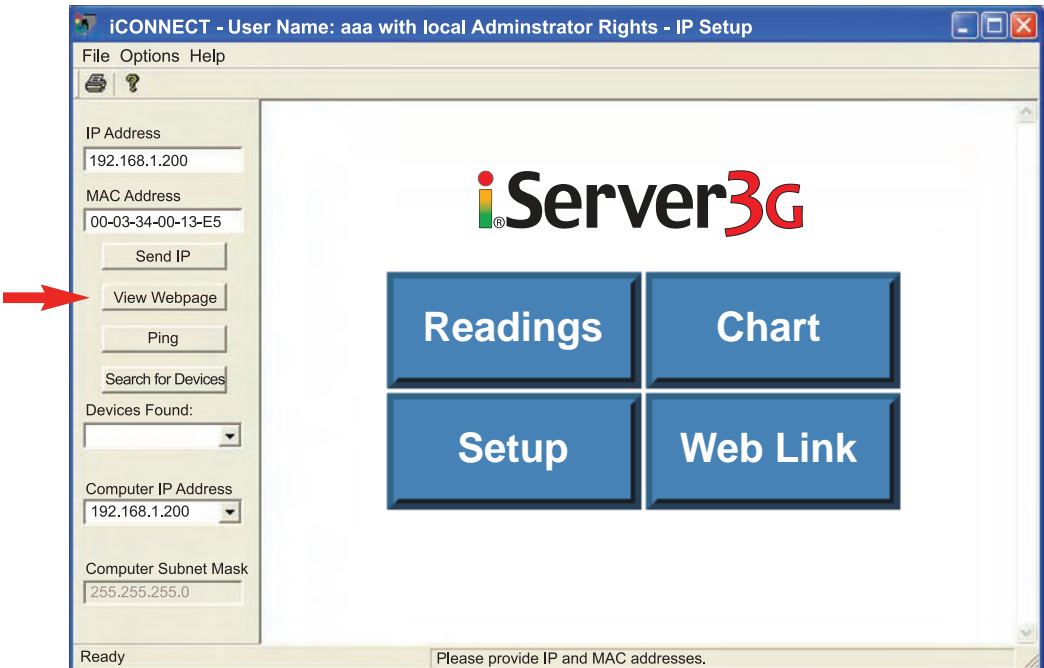 iCONNECT - User Name: aaa with local Adminstrator Rights - IP Setup
File Options Help
IP Address
192.168.1.200
MAC Address
00-03-34-00-13-E5
Send IP
View Webpage
Ping
Search for Devices
Devices Found:
Computer IP Address
192.168.1.200
Computer Subnet Mask
255.255.255.0
iServer3G
®
Readings
Chart
Setup
Web Link
Ready
Please provide IP and MAC addresses.